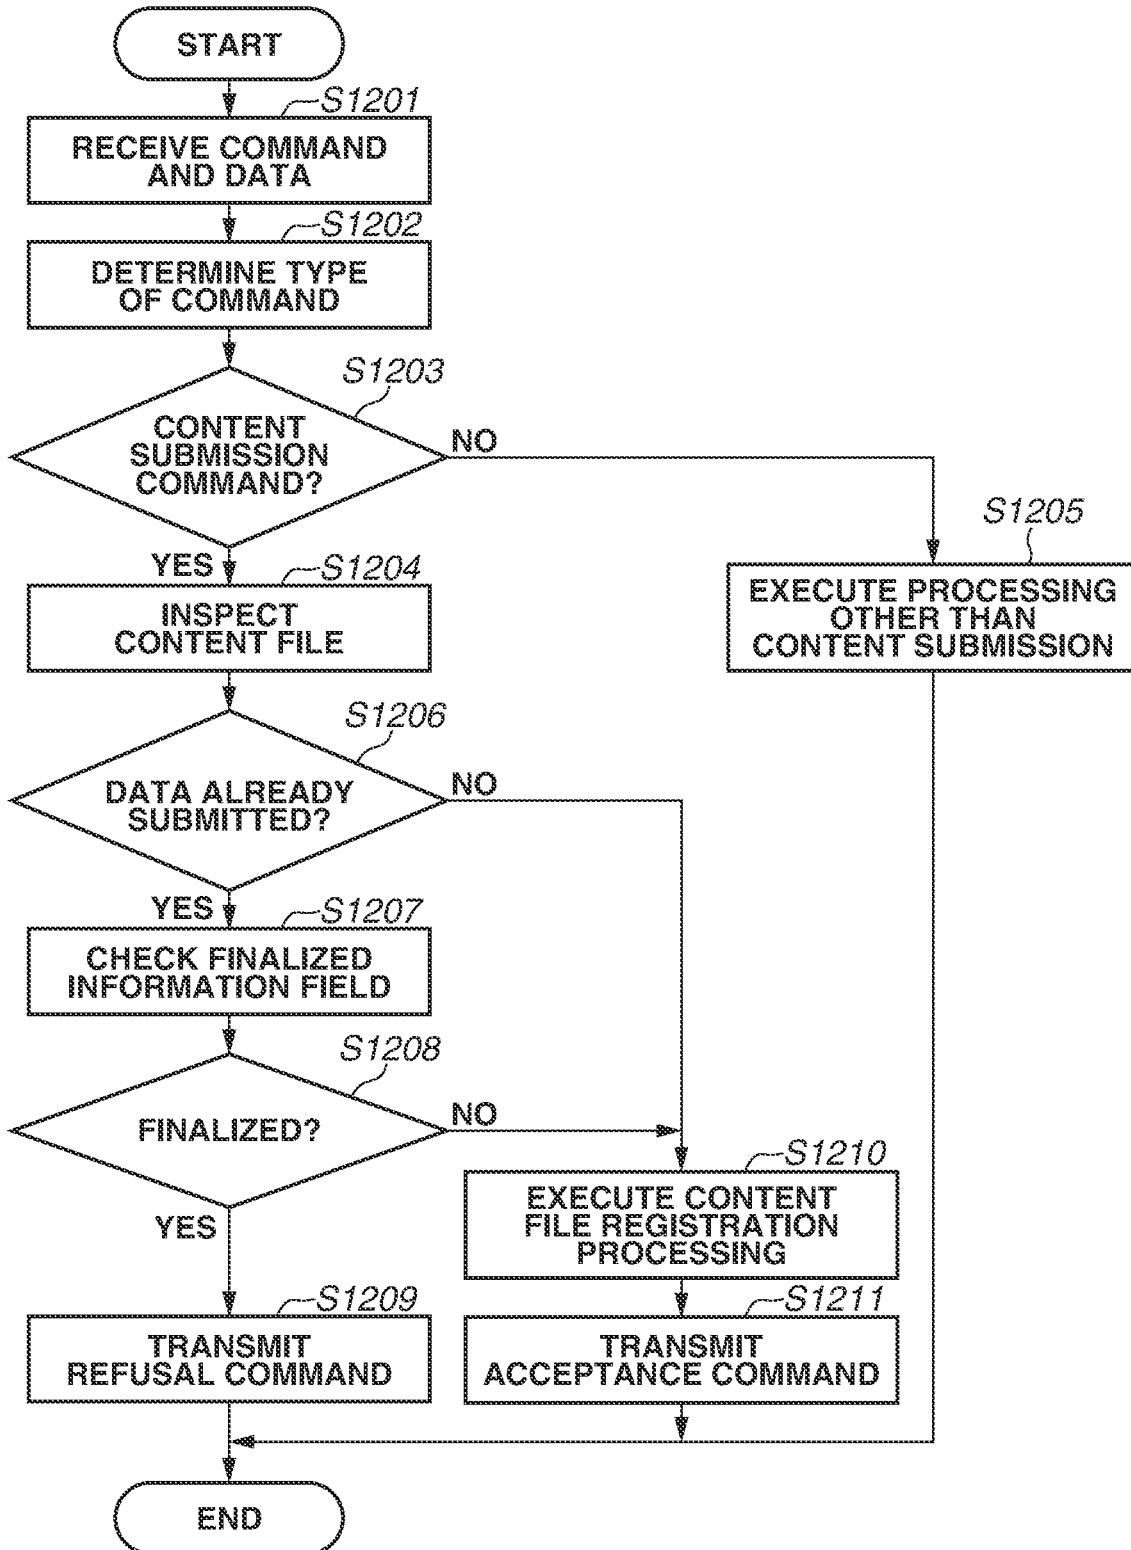 START
S1201
RECEIVE COMMAND
AND DATA
S1202
DETERMINE TYPE
OF COMMAND
S1203
CONTENT
SUBMISSION
COMMAND?
NO
YES
S1204
INSPECT
CONTENT FILE
S1205
EXECUTE PROCESSING
OTHER THAN
CONTENT SUBMISSION
S1206
DATA ALREADY
SUBMITTED?
NO
YES
S1207
CHECK FINALIZED
INFORMATION FIELD
S1208
FINALIZED?
NO
YES
S1210
EXECUTE CONTENT
FILE REGISTRATION
PROCESSING
S1209
TRANSMIT
REFUSAL COMMAND
S1211
TRANSMIT
ACCEPTANCE COMMAND
END